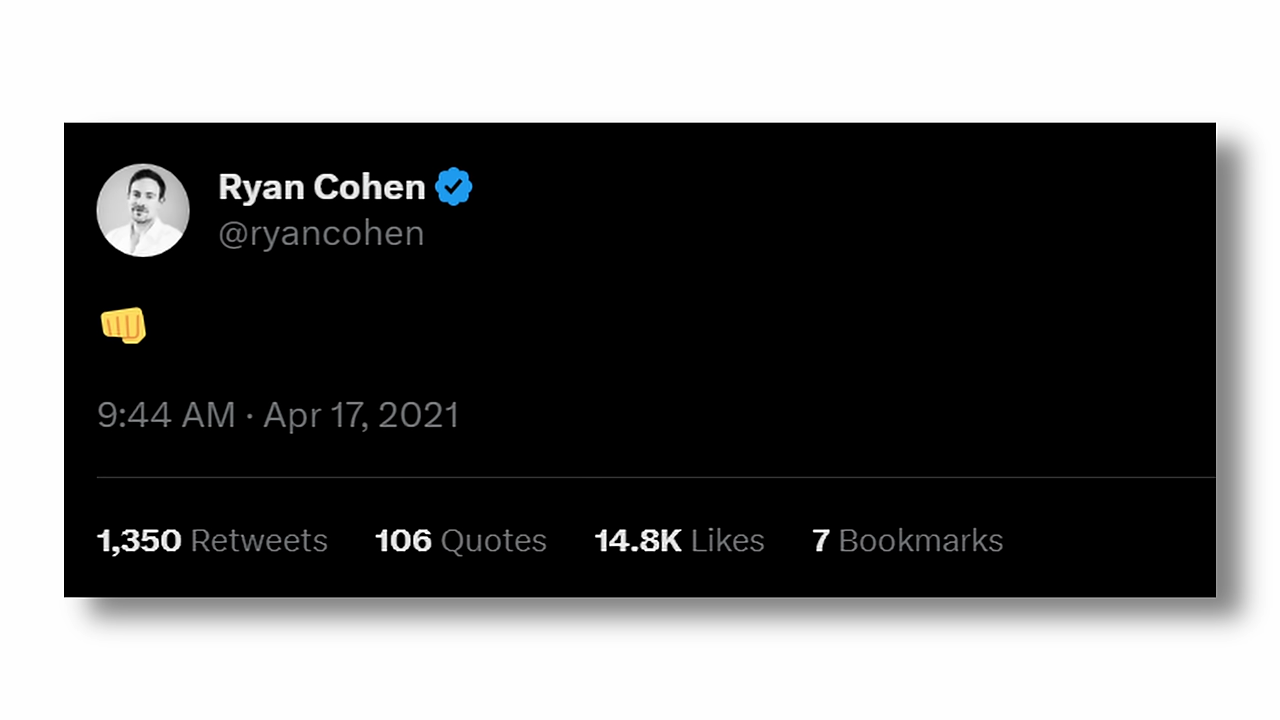 Ryan Cohen
@ryancohen
👊
9:44 AM · Apr 17, 2021
1,350 Retweets 106 Quotes 14.8K Likes 7 Bookmarks